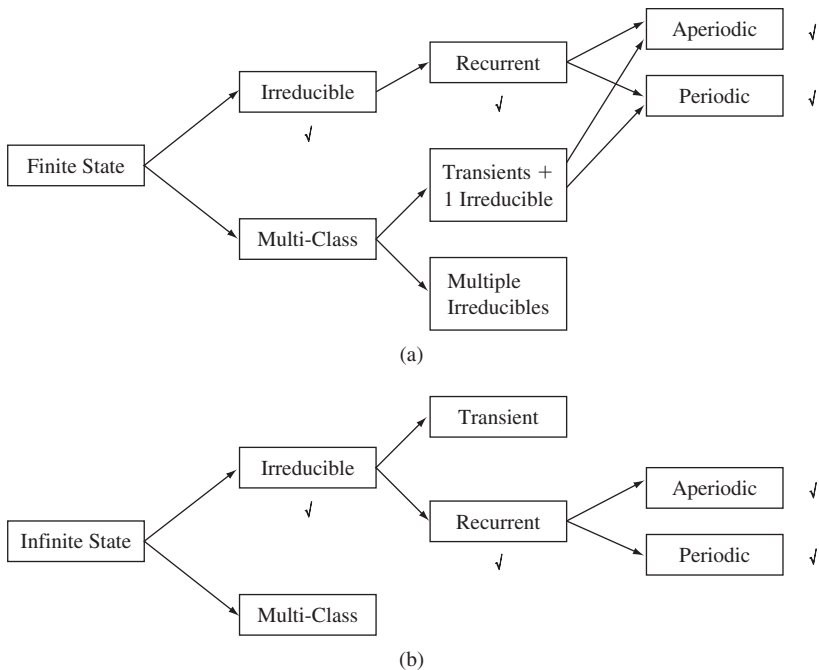 Aperiodic √
Recurrent
Irreducible
Periodic √
√
√
Finite State
Transients +
1 Irreducible
Multi-Class
Multiple
Irreducibles
(a)
Transient
Irreducible
Aperiodic √
√
Recurrent
Infinite State
Periodic √
√
Multi-Class
(b)